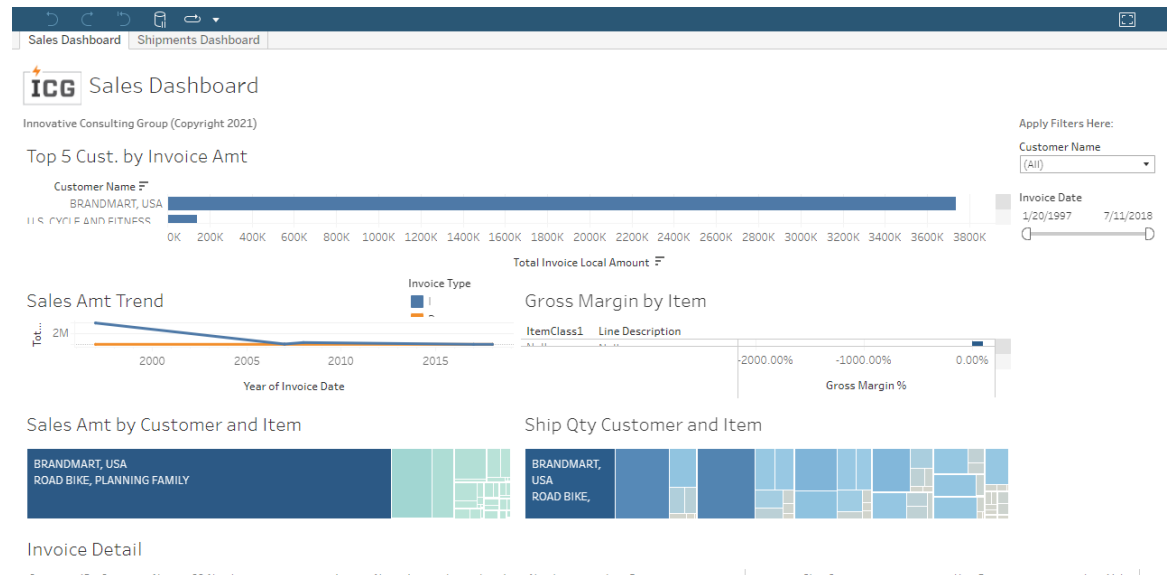 Sales Dashboard
Shipments Dashboard
ICG Sales Dashboard
Innovative Consulting Group (Copyright 2021)
Apply Filters Here:
Customer Name
(All)
Invoice Date
1/20/1997 7/11/2018
Top 5 Cust. by Invoice Amt
Customer Name
BRANDMART, USA
U.S. CYCLE AND FITNESS
0K 200K 400K 600K 800K 1000K 1200K 1400K 1600K 1800K 2000K 2200K 2400K 2600K 2800K 3000K 3200K 3400K 3600K 3800K
Total Invoice Local Amount
Sales Amt Trend
Invoice Type
I
Tot...
2M
2000 2005 2010 2015
Year of Invoice Date
Gross Margin by Item
ItemClass1 Line Description
-2000.00% -1000.00% 0.00%
Gross Margin %
Sales Amt by Customer and Item
BRANDMART, USA
ROAD BIKE, PLANNING FAMILY
Ship Qty Customer and Item
BRANDMART,
USA
ROAD BIKE,
Invoice Detail